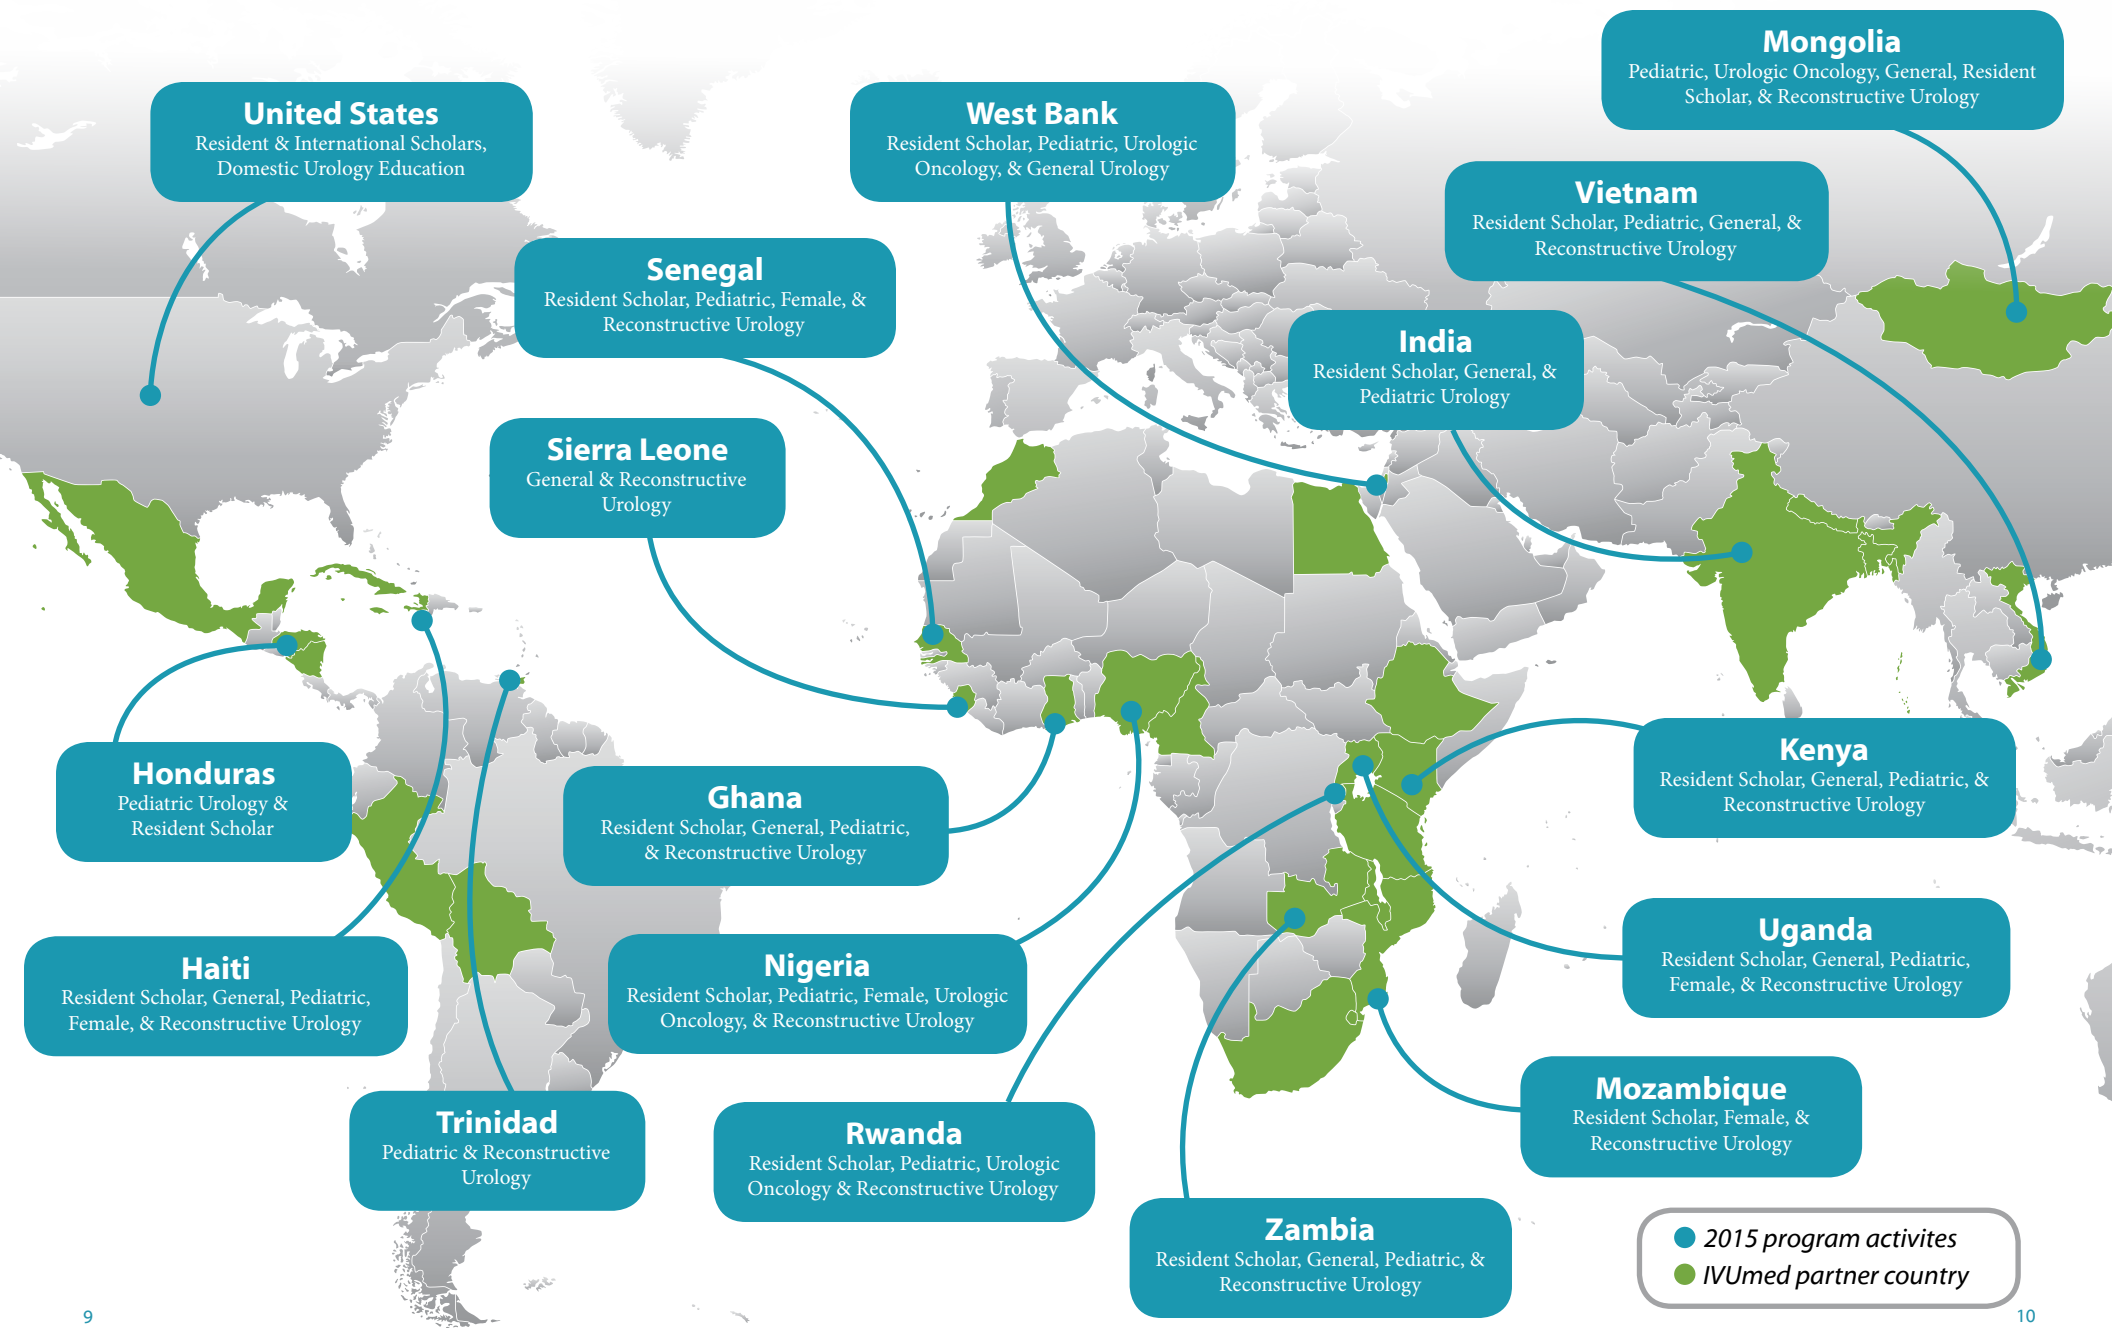 Mongolia
Pediatric, Urologic Oncology, General, Resident
Scholar, & Reconstructive Urology
United States
Resident & International Scholars,
Domestic Urology Education
West Bank
Resident Scholar, Pediatric, Urologic
Oncology, & General Urology
Vietnam
Resident Scholar, Pediatric, General, &
Reconstructive Urology
Senegal
Resident Scholar, Pediatric, Female, &
Reconstructive Urology
India
Resident Scholar, General, &
Pediatric Urology
Sierra Leone
General & Reconstructive
Urology
Kenya
Resident Scholar, General, Pediatric, &
Reconstructive Urology
Honduras
Pediatric Urology &
Resident Scholar
Ghana
Resident Scholar, General, Pediatric,
& Reconstructive Urology
Uganda
Resident Scholar, General, Pediatric,
Female, & Reconstructive Urology
Haiti
Resident Scholar, General, Pediatric,
Female, & Reconstructive Urology
Nigeria
Resident Scholar, Pediatric, Female, Urologic
Oncology, & Reconstructive Urology
Mozambique
Resident Scholar, Female, &
Reconstructive Urology
Trinidad
Pediatric & Reconstructive
Urology
Rwanda
Resident Scholar, Pediatric, Urologic
Oncology & Reconstructive Urology
Zambia
Resident Scholar, General, Pediatric, &
Reconstructive Urology
2015 program activites
IVUmed partner country
9
10